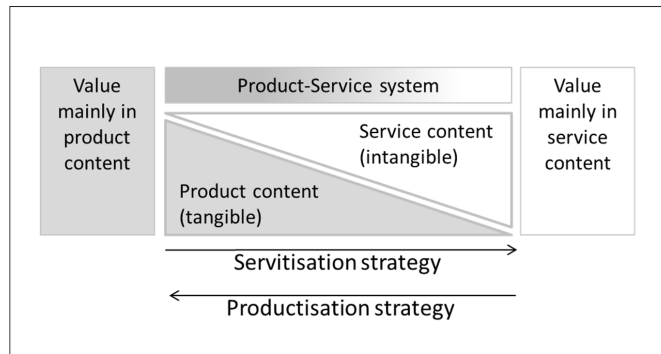 Value
mainly in
product
content
Product-Service system
Service content
(intangible)
Product content
(tangible)
Value
mainly in
service
content
Servitisation strategy
Productisation strategy